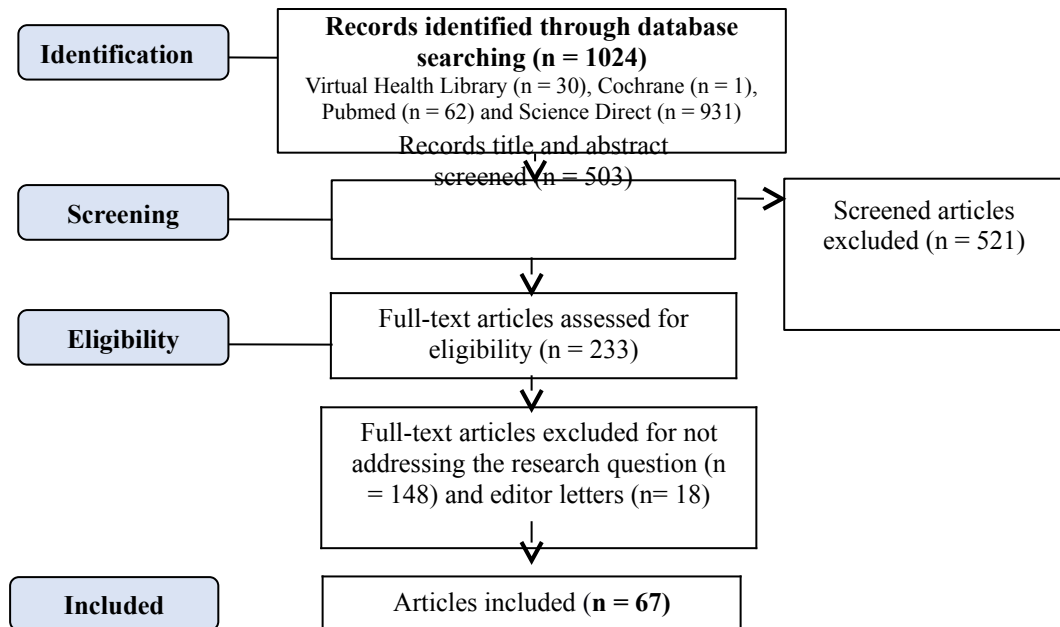 Identification
Records identified through database
searching (n = 1024)
Virtual Health Library (n = 30), Cochrane (n = 1),
Pubmed (n = 62) and Science Direct (n = 931)
Records title and abstract
screened (n = 503)
Screening
Screened articles
excluded (n = 521)
Eligibility
Full-text articles assessed for
eligibility (n = 233)
Full-text articles excluded for not
addressing the research question (n
= 148) and editor letters (n= 18)
Included
Articles included (n = 67)